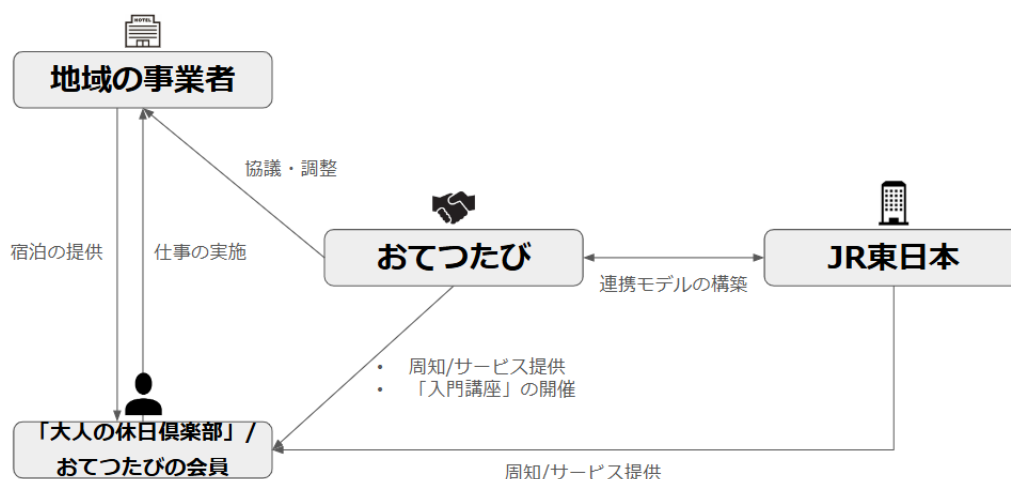 HOTEL
地域の事業者
協議・調整
宿泊の提供
仕事の実施
おてつたび
JR東日本
連携モデルの構築
• 周知/サービス提供
• 「入門講座」の開催
「大人の休日倶楽部」/
おてつたびの会員
周知/サービス提供